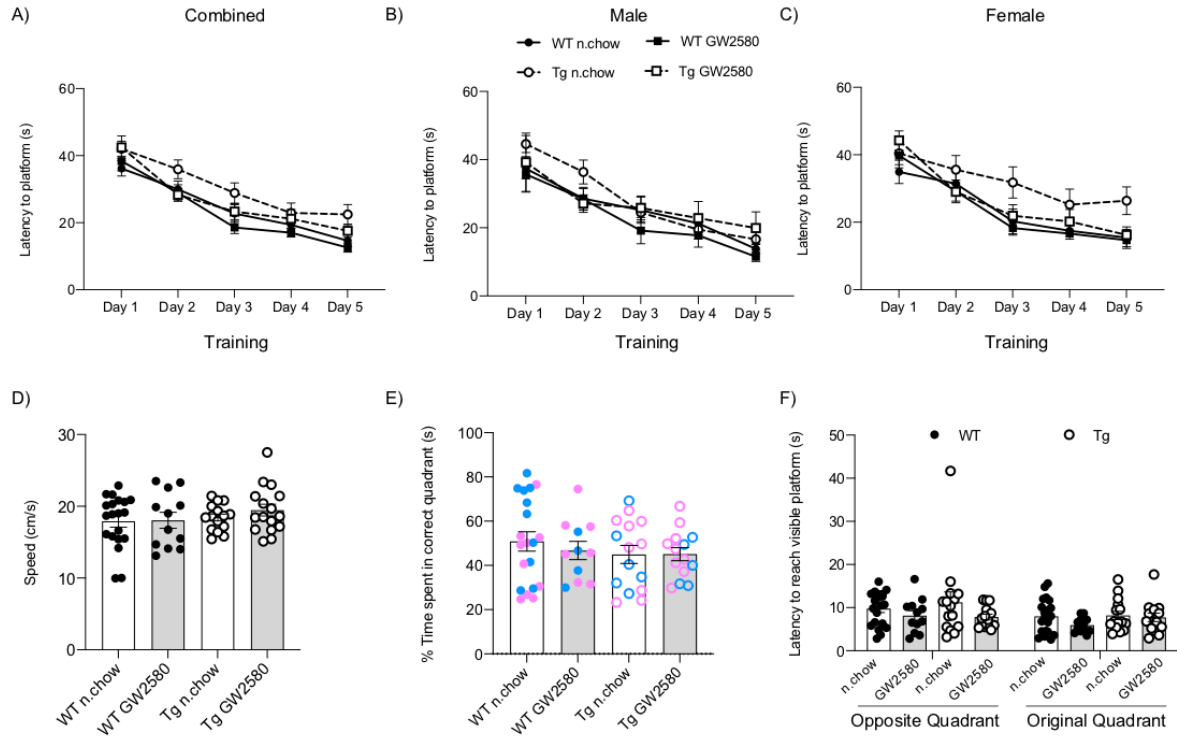 A) Combined
B) Male
C) Female
WT n.chow WT GW2580
Tg n.chow Tg GW2580
Latency to platform (s)
60
40
20
0
Day 1 Day 2 Day 3 Day 4 Day 5
Training
Latency to platform (s)
60
40
20
0
Day 1 Day 2 Day 3 Day 4 Day 5
Training
Latency to platform (s)
60
40
20
0
Day 1 Day 2 Day 3 Day 4 Day 5
Training
D)
Speed (cm/s)
30
20
10
0
WT n.chow
WT GW2580
Tg n.chow
Tg GW2580
E)
% Time spent in correct quadrant (s)
100
80
60
40
20
0
WT n.chow
WT GW2580
Tg n.chow
Tg GW2580
F)
WT Tg
Latency to reach visible platform (s)
50
40
30
20
10
0
n.chow
GW2580
n.chow
GW2580
n.chow
GW2580
n.chow
GW2580
Opposite Quadrant Original Quadrant